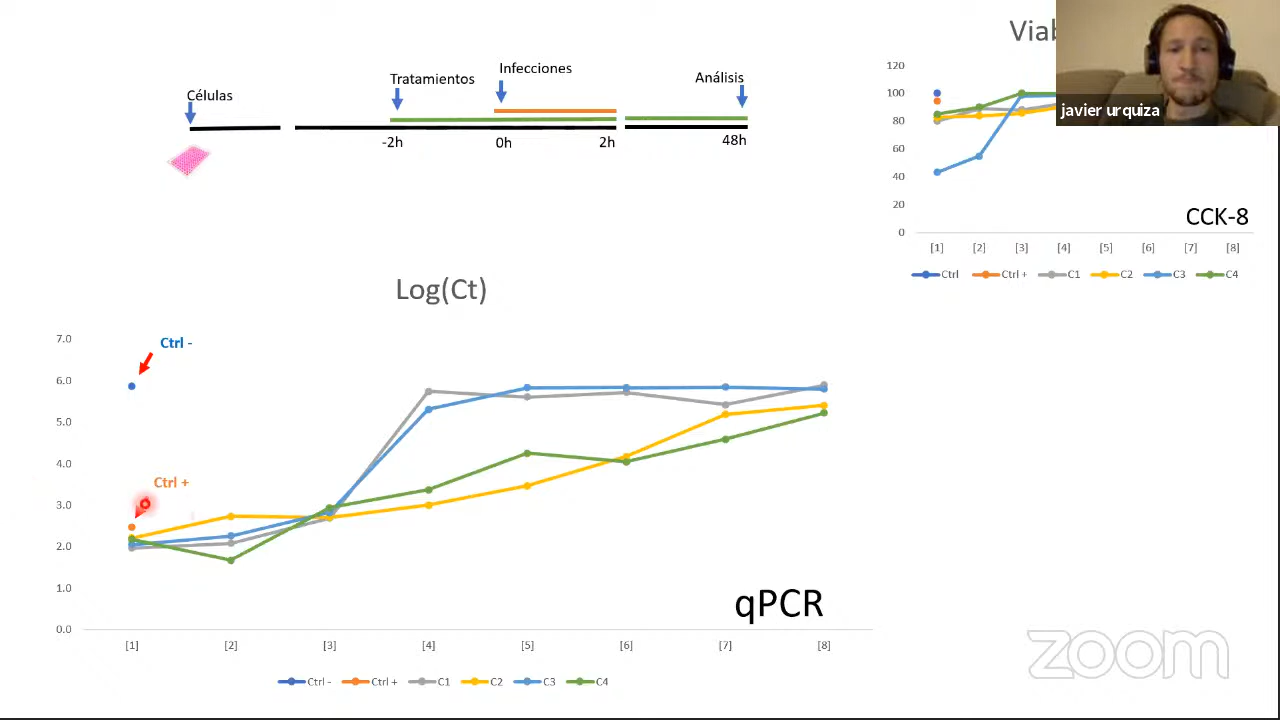 Células
Tratamientos
Infecciones
Análisis
-2h
0h
2h
48h
javier urquiza
120
100
80
60
40
20
0
CCK-8
[1] [2] [3] [4] [5] [6] [7] [8]
Ctrl Ctrl + C1 C2 C3 C4
Log(Ct)
7.0
6.0
5.0
4.0
3.0
2.0
1.0
0.0
Ctrl -
Ctrl +
qPCR
[1] [2] [3] [4] [5] [6] [7] [8]
Ctrl - Ctrl + C1 C2 C3 C4
zoom